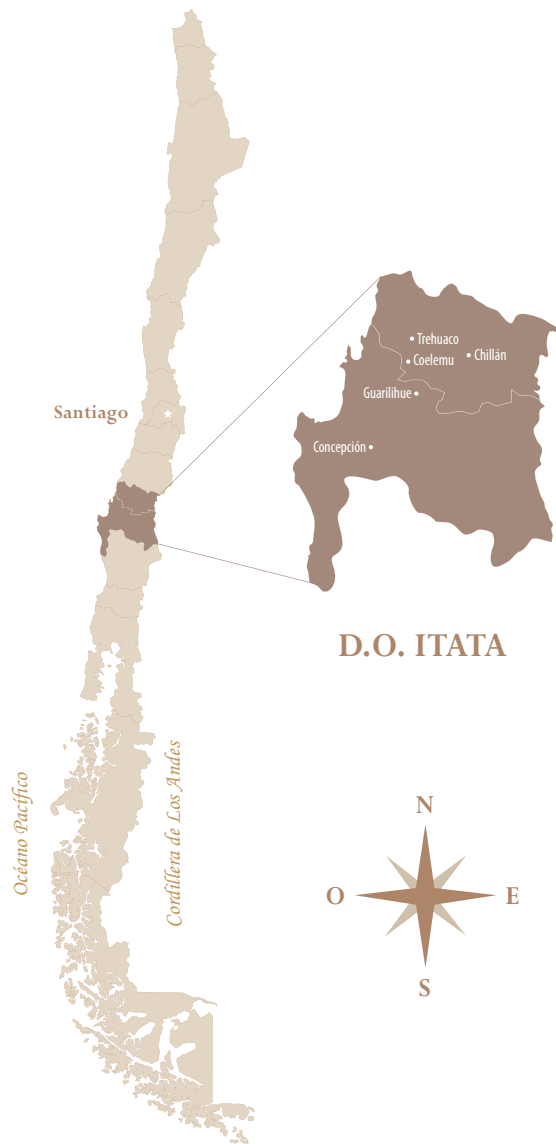 Santiago
Trehuaco
Coelemu
Chillán
Guarilihue
Concepción
D.O. ITATA
Océano Pacífico
Cordillera de Los Andes
N
O
E
S